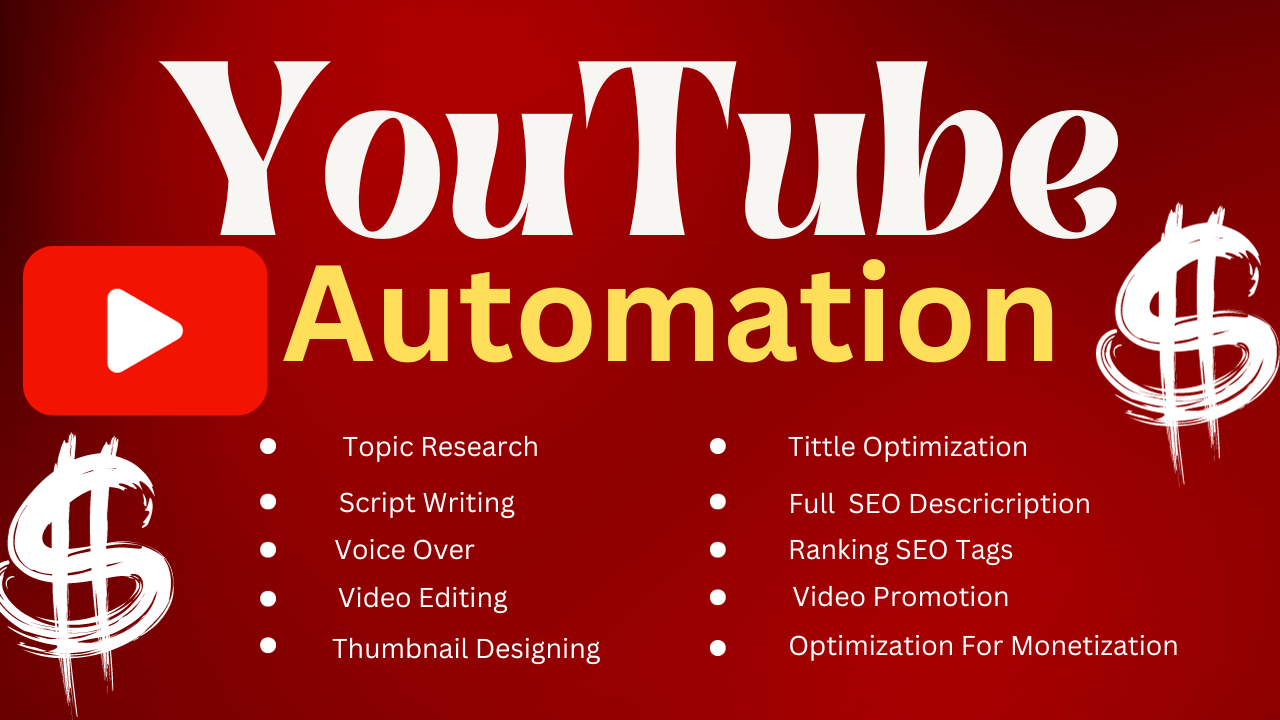 YouTube
Automation
Topic Research
Script Writing
Voice Over
Video Editing
Thumbnail Designing
Tittle Optimization
Full SEO Descricription
Ranking SEO Tags
Video Promotion
Optimization For Monetization
$
$